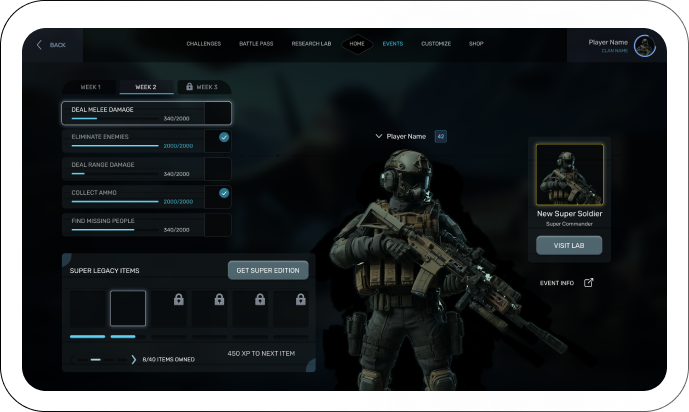 BACK
CHALLENGES
BATTLE PASS
RESEARCH LAB
HOME
EVENTS
CUSTOMIZE
SHOP
Player Name
CLAN NAME
WEEK 1
WEEK 2
WEEK 3
DEAL MELEE DAMAGE
340/2000
ELIMINATE ENEMIES
2000/2000
DEAL RANGE DAMAGE
340/2000
COLLECT AMMO
2000/2000
FIND MISSING PEOPLE
340/2000
Player Name 42
New Super Soldier
Super Commander
VISIT LAB
EVENT INFO
SUPER LEGACY ITEMS
GET SUPER EDITION
8/40 ITEMS OWNED
450 XP TO NEXT ITEM